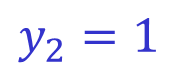 y₂ = 1